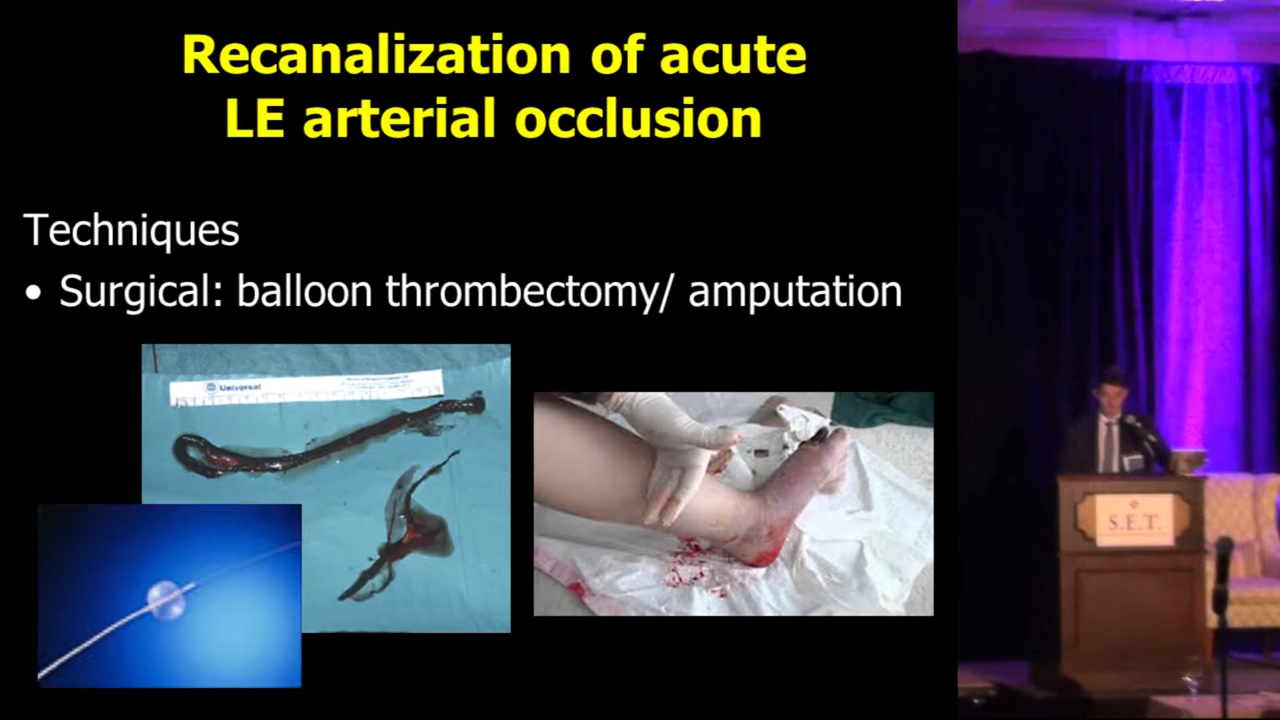 Recanalization of acute
LE arterial occlusion
Techniques
• Surgical: balloon thrombectomy/ amputation
Universal
S.E.T.